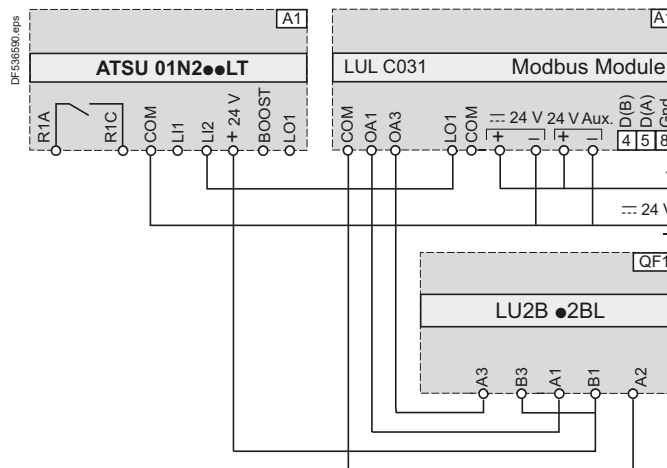 DF536590.eps
A1
ATSU 01N2●●LT
R1A
R1C
COM
LI1
LI2
+ 24 V
BOOST
LO1
LUL C031
Modbus Module
COM
OA1
OA3
LO1
COM
24 V
24 V Aux.
+ – + –
D(B)
D(A)
Gnd
4 5 8
24 V
QF1
LU2B ●2BL
A3
B3
A1
B1
A2